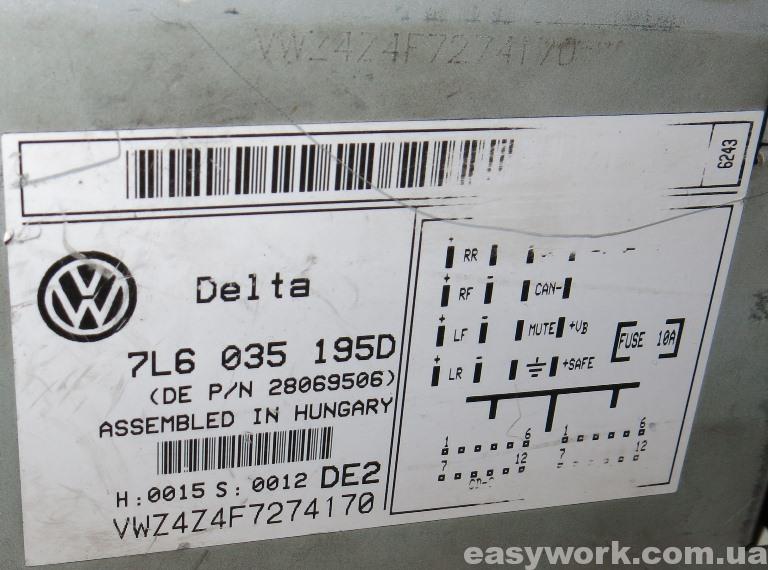 VWZ4Z4F7274170
6243
Delta
7L6 035 195D
(DE P/N 28069506)
ASSEMBLED IN HUNGARY
H:0015 S:0012 DE2
VWZ4Z4F7274170
+ RR -
+ RF - CAN-
+ LF - MUTE +UB
+ LR - +SAFE
FUSE 10A
1 6 1 6
7 12 7 12
easywork.com.ua